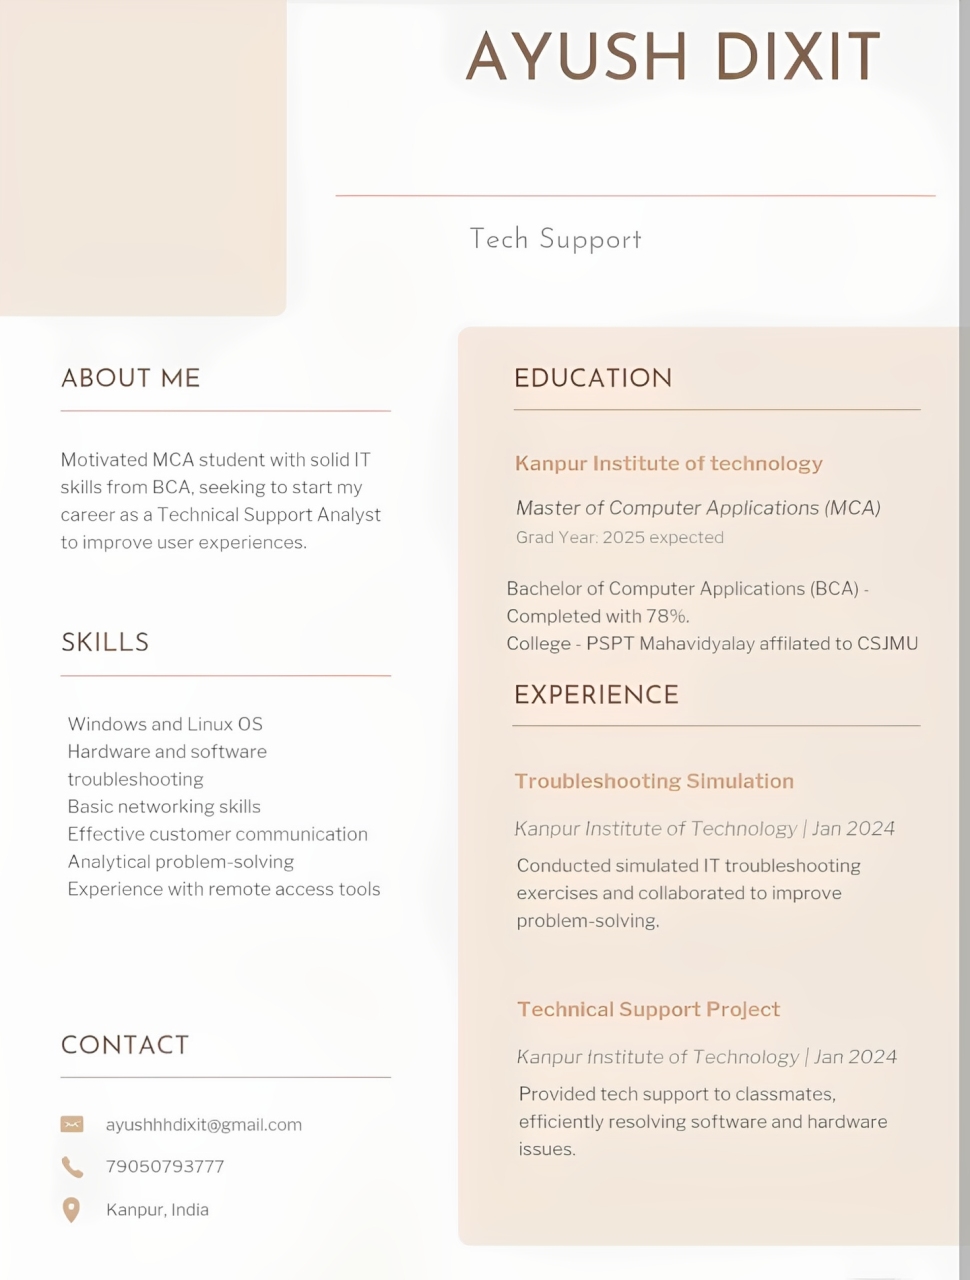 AYUSH DIXIT
Tech Support
ABOUT ME
Motivated MCA student with solid IT
skills from BCA, seeking to start my
career as a Technical Support Analyst
to improve user experiences.
SKILLS
Windows and Linux OS
Hardware and software
troubleshooting
Basic networking skills
Effective customer communication
Analytical problem-solving
Experience with remote access tools
CONTACT
ayushhhdixit@gmail.com
79050793777
Kanpur, India
EDUCATION
Kanpur Institute of technology
Master of Computer Applications (MCA)
Grad Year: 2025 expected
Bachelor of Computer Applications (BCA) -
Completed with 78%.
College - PSPT Mahavidyalay affilated to CSJMU
EXPERIENCE
Troubleshooting Simulation
Kanpur Institute of Technology | Jan 2024
Conducted simulated IT troubleshooting
exercises and collaborated to improve
problem-solving.
Technical Support Project
Kanpur Institute of Technology | Jan 2024
Provided tech support to classmates,
efficiently resolving software and hardware
issues.